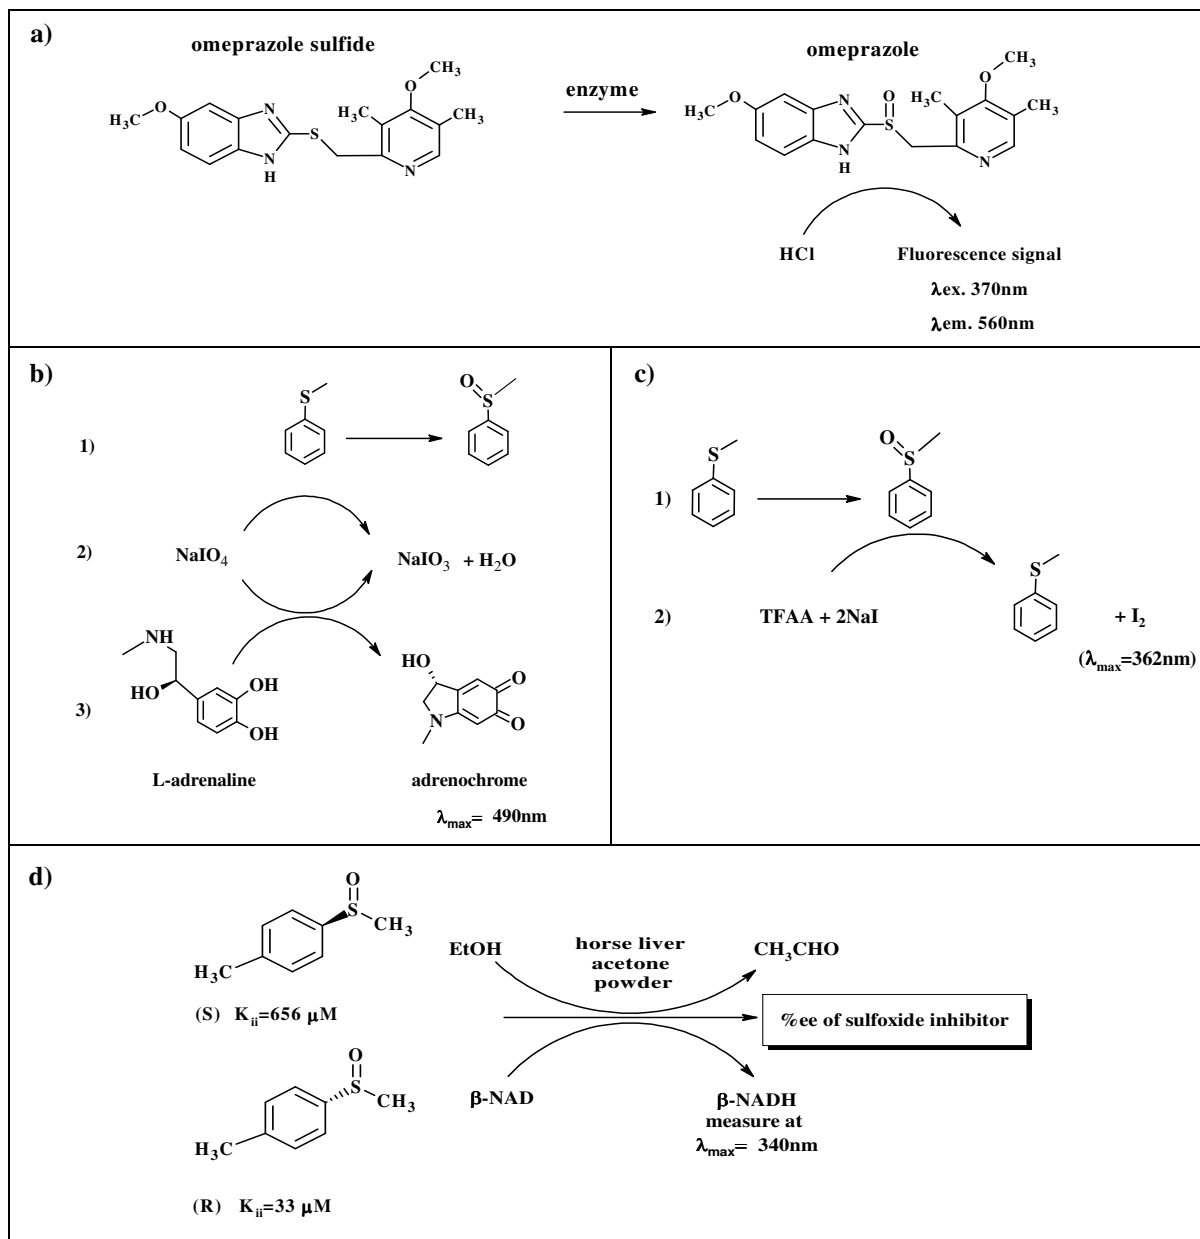 a)
omeprazole sulfide
omeprazole
enzyme
H₃C O
N
N
H
S
H₃C
O CH₃
CH₃
N
H₃C O
N
N
H
O
S
H₃C
O CH₃
CH₃
N
HCl
Fluorescence signal
λex. 370nm
λem. 560nm
b)
1)
S
O
S
2)
NaIO₄
NaIO₃ + H₂O
3)
NH
HO
OH
OH
HO
N
O
O
L-adrenaline
adrenochrome
λmax= 490nm
c)
1)
S
O
S
2)
TFAA + 2NaI
S
+ I₂
(λmax=362nm)
d)
O
S
CH₃
H₃C
(S) Kii=656 μM
O
S
CH₃
H₃C
(R) Kii=33 μM
EtOH
horse liver
acetone
powder
CH₃CHO
%ee of sulfoxide inhibitor
β-NAD
β-NADH
measure at
λmax= 340nm